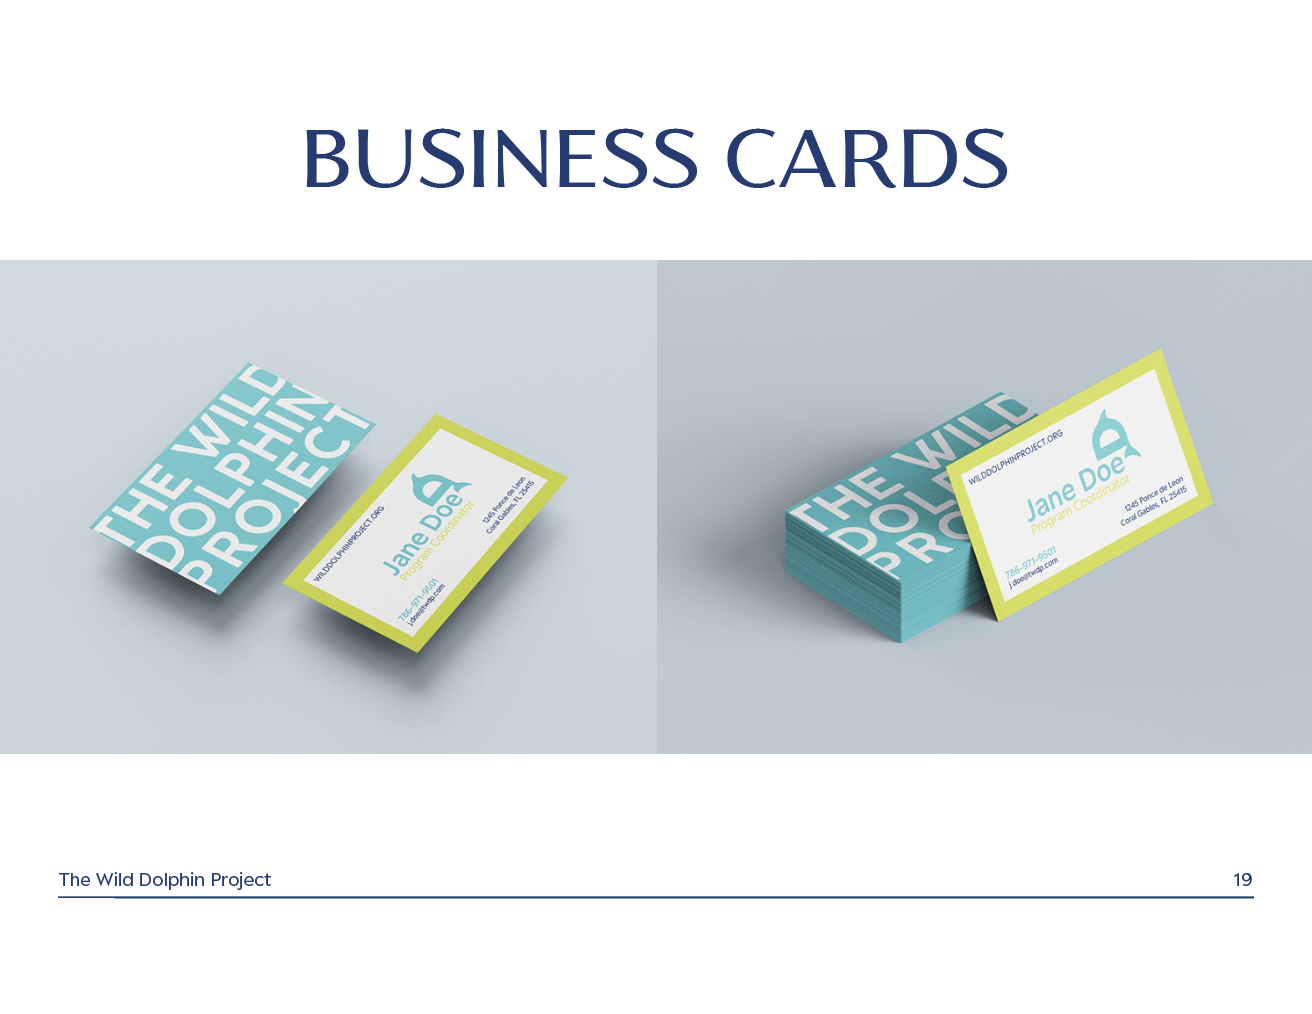 BUSINESS CARDS
THE WILD
DOLPHIN
PROJECT
WILDDOLPHINPROJECT.ORG
Jane Doe
Program Coordinator
1245 Ponce de Leon
Coral Gables, FL 25415
786-971-9501
j.doe@twdp.com
THE WILD
DOL
PRO
WILDDOLPHINPROJECT.ORG
Jane Doe
Program Coordinator
1245 Ponce de Leon
Coral Gables, FL 25415
786-971-9501
j.doe@twdp.com
The Wild Dolphin Project
19